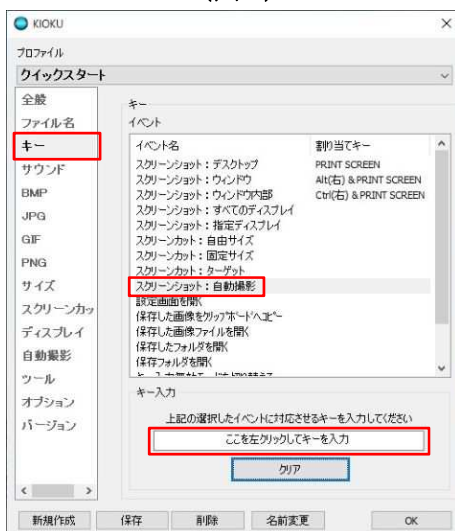 KIOKU
プロファイル
クイックスタート
全般
ファイル名
キー
サウンド
BMP
JPG
GIF
PNG
サイズ
スクリーンカッ
ディスプレイ
自動撮影
ツール
オプション
バージョン
キー
イベント
イベント名 割り当てキー
スクリーンショット：デスクトップ PRINT SCREEN
スクリーンショット：ウィンドウ Alt(右) & PRINT SCREEN
スクリーンショット：ウィンドウ内部 Ctrl(右) & PRINT SCREEN
スクリーンショット：すべてのディスプレイ
スクリーンショット：指定ディスプレイ
スクリーンカット：自由サイズ
スクリーンカット：固定サイズ
スクリーンカット：ターゲット
スクリーンショット：自動撮影
設定画面を開く
保存した画像をクリップボードへコピー
保存した画像ファイルを開く
保存したフォルダを開く
保存フォルダを開く
キー入力
上記の選択したイベントに対応させるキーを入力してください
ここを左クリックしてキーを入力
クリア
新規作成 保存 削除 名前変更 OK